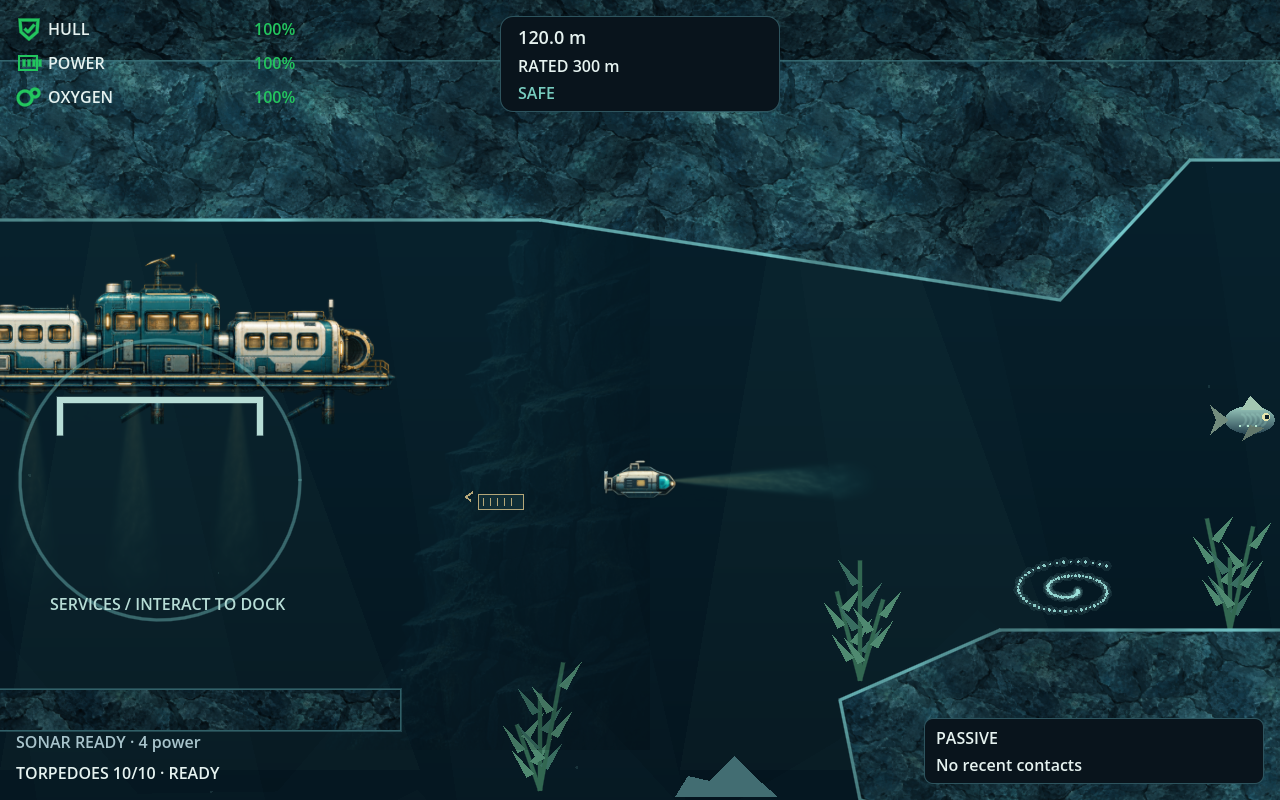 HULL 100%
POWER 100%
OXYGEN 100%
120.0 m
RATED 300 m
SAFE
SERVICES / INTERACT TO DOCK
SONAR READY · 4 power
TORPEDOES 10/10 · READY
PASSIVE
No recent contacts